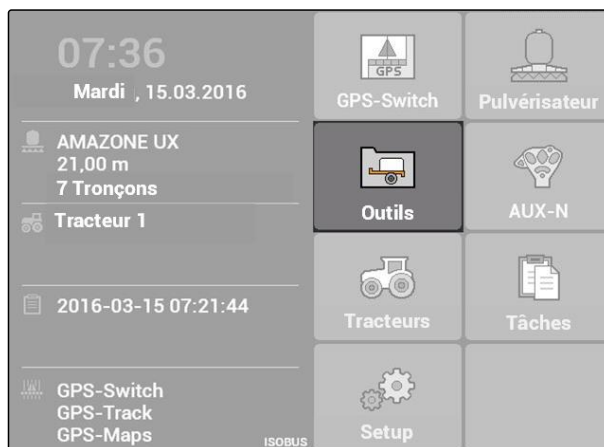 07:36
Mardi , 15.03.2016
AMAZONE UX
21,00 m
7 Tronçons
Tracteur 1
2016-03-15 07:21:44
GPS-Switch
GPS-Track
GPS-Maps
ISOBUS
GPS
GPS-Switch
Pulvérisateur
Outils
AUX-N
Tracteurs
Tâches
Setup